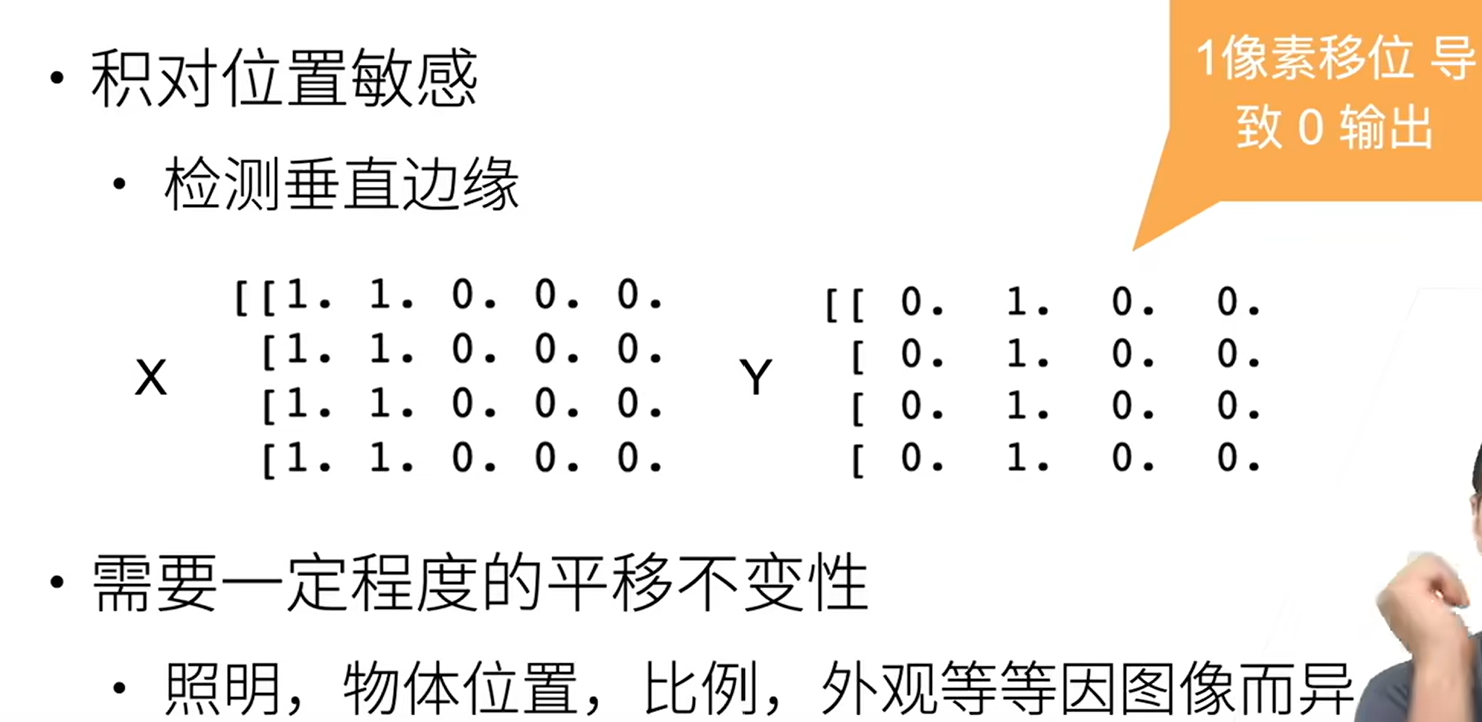 1像素移位 导
致 0 输出
• 积对位置敏感
• 检测垂直边缘
X
[[1. 1. 0. 0. 0.
[1. 1. 0. 0. 0.
[1. 1. 0. 0. 0.
[1. 1. 0. 0. 0.
Y
[[ 0. 1. 0. 0.
[ 0. 1. 0. 0.
[ 0. 1. 0. 0.
[ 0. 1. 0. 0.
• 需要一定程度的平移不变性
• 照明，物体位置，比例，外观等等因图像而异